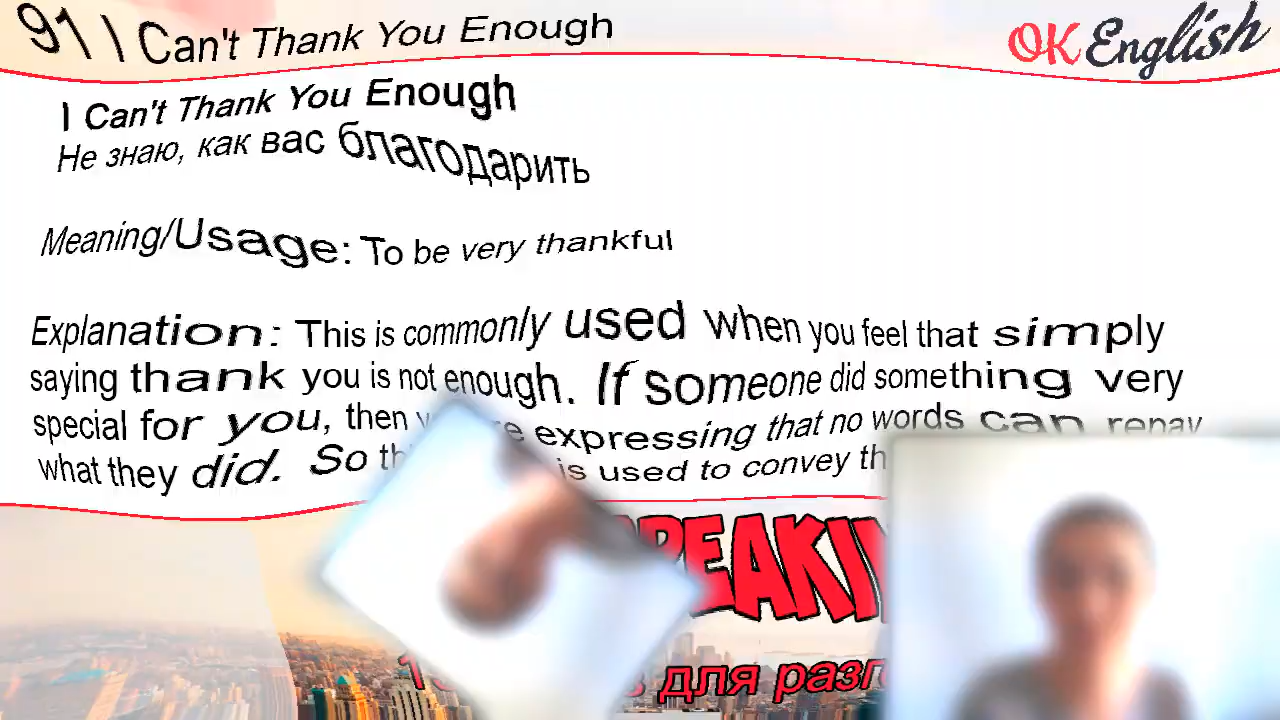 91 I Can't Thank You Enough
OK English
I Can't Thank You Enough
Не знаю, как вас благодарить
Meaning/Usage: To be very thankful
Explanation: This is commonly used when you feel that simply
saying thank you is not enough. If someone did something very
special for you, then expressing that no words can repay
what they did. So is used to convey
для